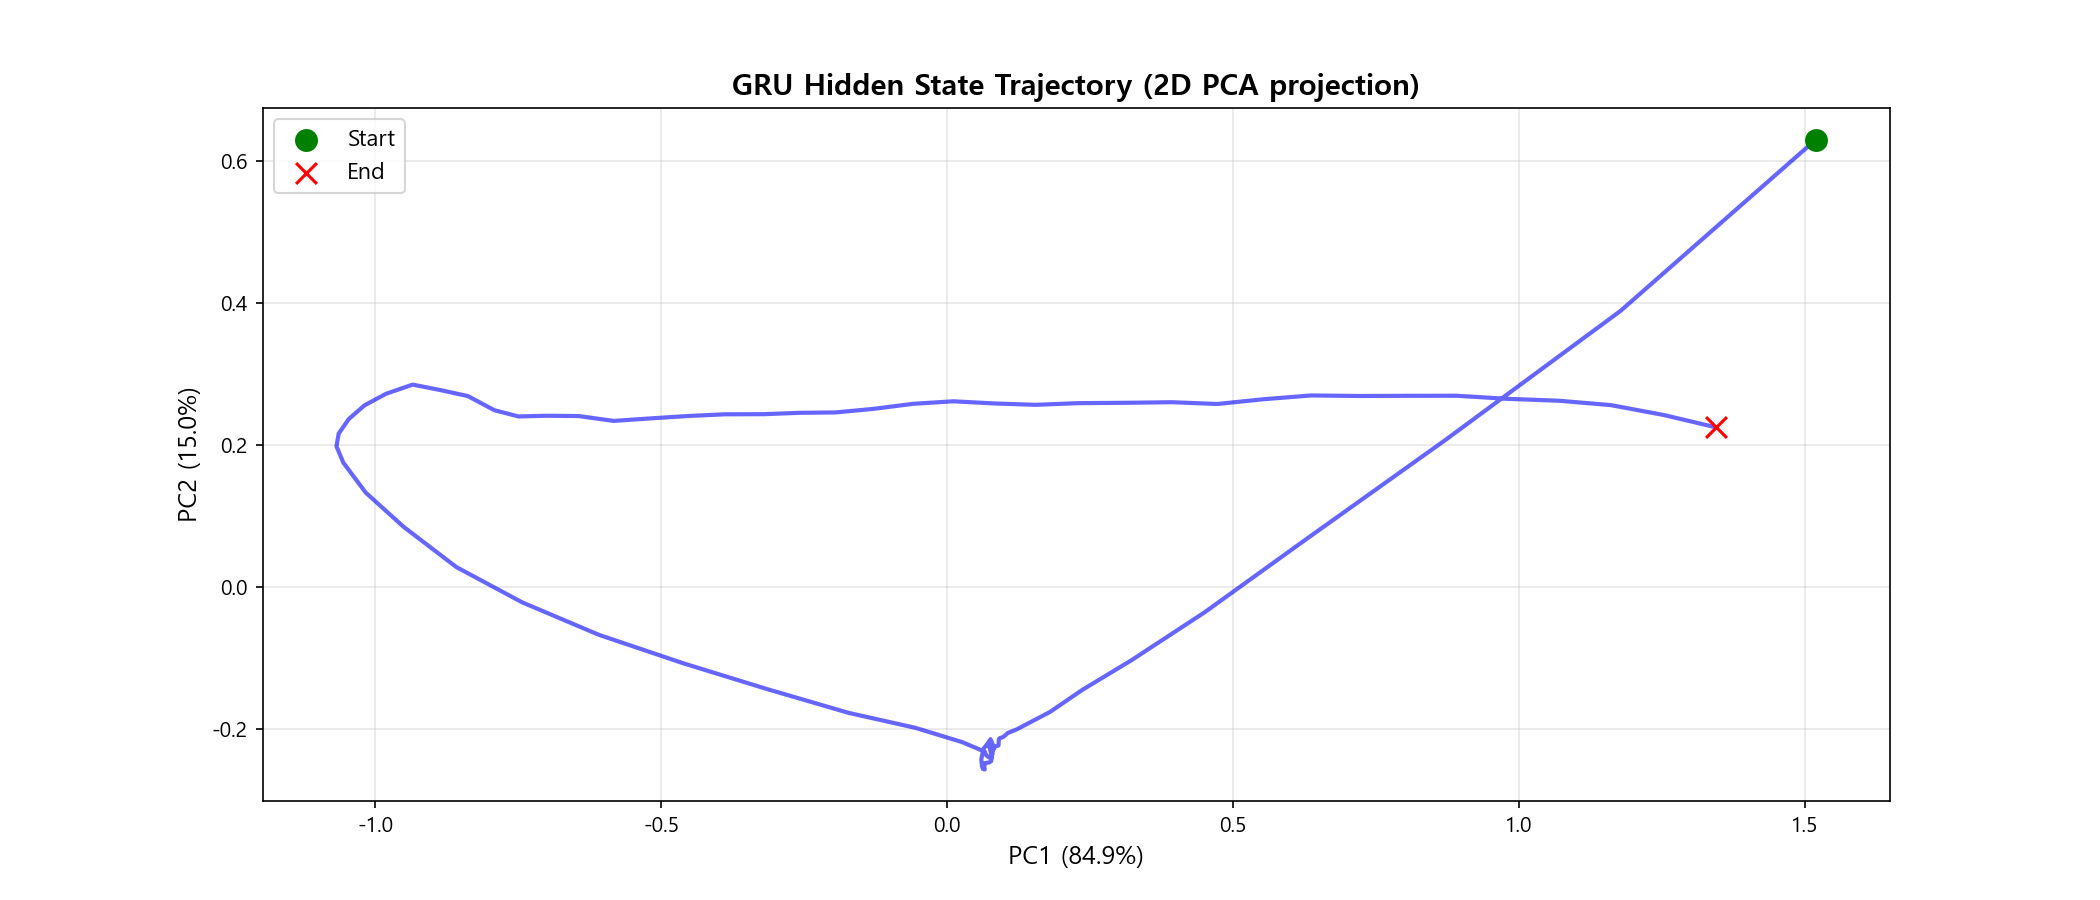 GRU Hidden State Trajectory (2D PCA projection)
Start
End
0.6
0.4
0.2
0.0
-0.2
PC2 (15.0%)
-1.0
-0.5
0.0
0.5
1.0
1.5
PC1 (84.9%)